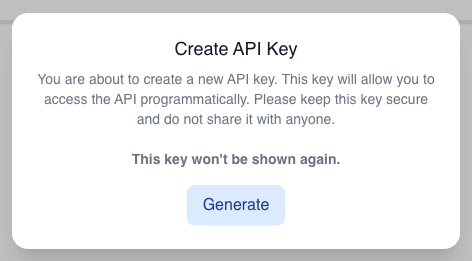 Create API Key
You are about to create a new API key. This key will allow you to
access the API programmatically. Please keep this key secure
and do not share it with anyone.
This key won't be shown again.
Generate